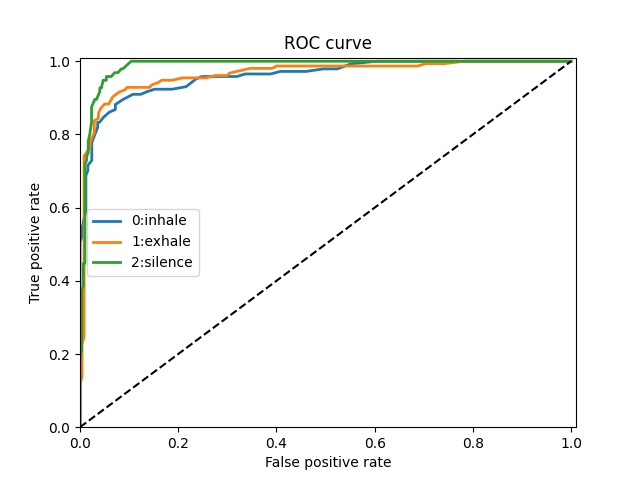 ROC curve
1.0
0.8
0.6
0.4
0.2
0.0
True positive rate
0:inhale
1:exhale
2:silence
0.0 0.2 0.4 0.6 0.8 1.0
False positive rate